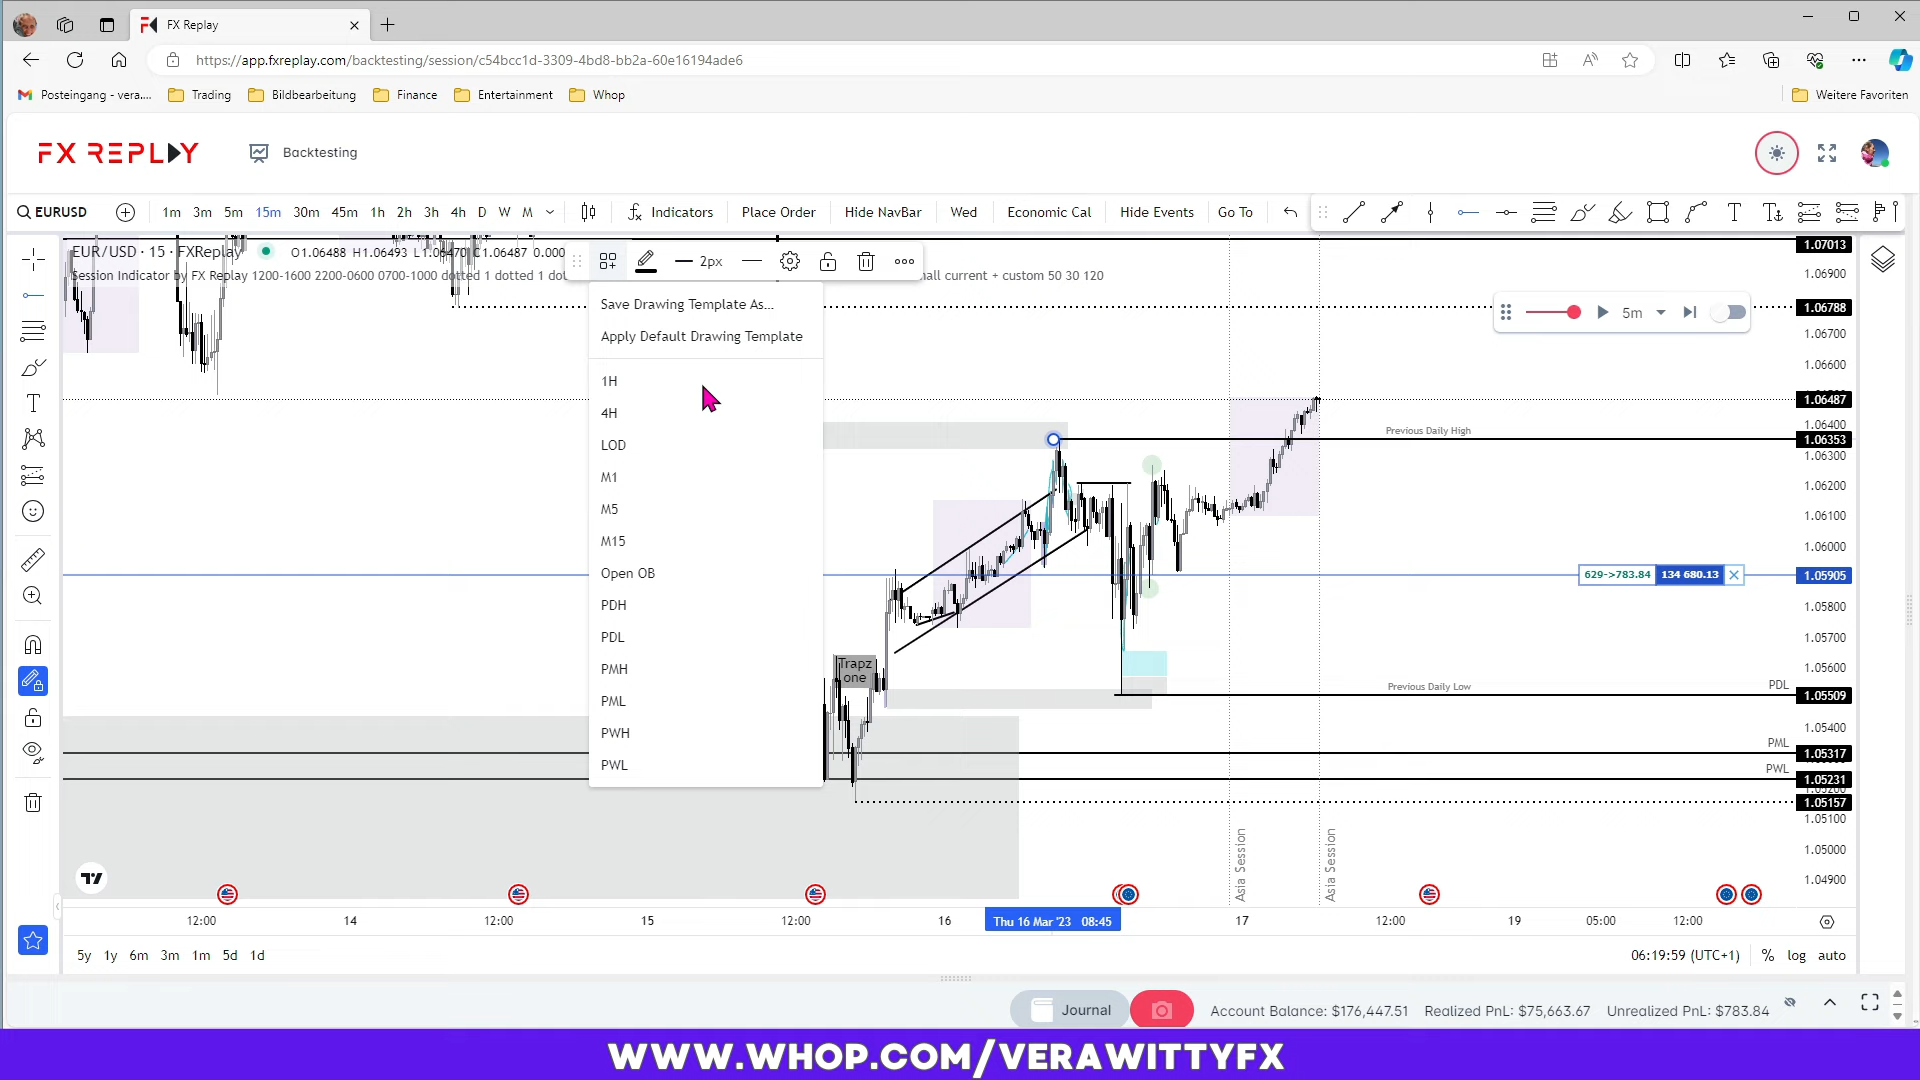 FX Replay
https://app.fxreplay.com/backtesting/session/c54bcc1d-3309-4bd8-bb2a-60e16194ade6
Posteingang - vera....
Trading
Bildbearbeitung
Finance
Entertainment
Whop
Weitere Favoriten
FX REPLAY
Backtesting
EURUSD
1m 3m 5m 15m 30m 45m 1h 2h 3h 4h D W M
Indicators
Place Order
Hide NavBar
Wed
Economic Cal
Hide Events
Go To
EUR/USD · 15 · FXReplay
O1.06488 H1.06493 L1.06470 C1.06487 0.000
2px
Session Indicator by FX Replay 1200-1600 2200-0600 0700-1000 dotted 1 dotted 1 dot
all current + custom 50 30 120
Save Drawing Template As...
Apply Default Drawing Template
1H
4H
LOD
M1
M5
M15
Open OB
PDH
PDL
PMH
PML
PWH
PWL
5m
Trapz
one
Previous Daily High
Previous Daily Low
PDL
PML
PWL
629->783.84
134 680.13
Asia Session
Asia Session
1.07013
1.06900
1.06788
1.06700
1.06600
1.06487
1.06400
1.06353
1.06300
1.06200
1.06100
1.06000
1.05905
1.05800
1.05700
1.05600
1.05509
1.05400
1.05317
1.05231
1.05157
1.05100
1.05000
1.04900
12:00
14
12:00
15
12:00
16
Thu 16 Mar '23 08:45
17
12:00
19
05:00
12:00
5y 1y 6m 3m 1m 5d 1d
06:19:59 (UTC+1)
%
log
auto
Journal
Account Balance: $176,447.51
Realized PnL: $75,663.67
Unrealized PnL: $783.84
WWW.WHOP.COM/VERAWITTYFX